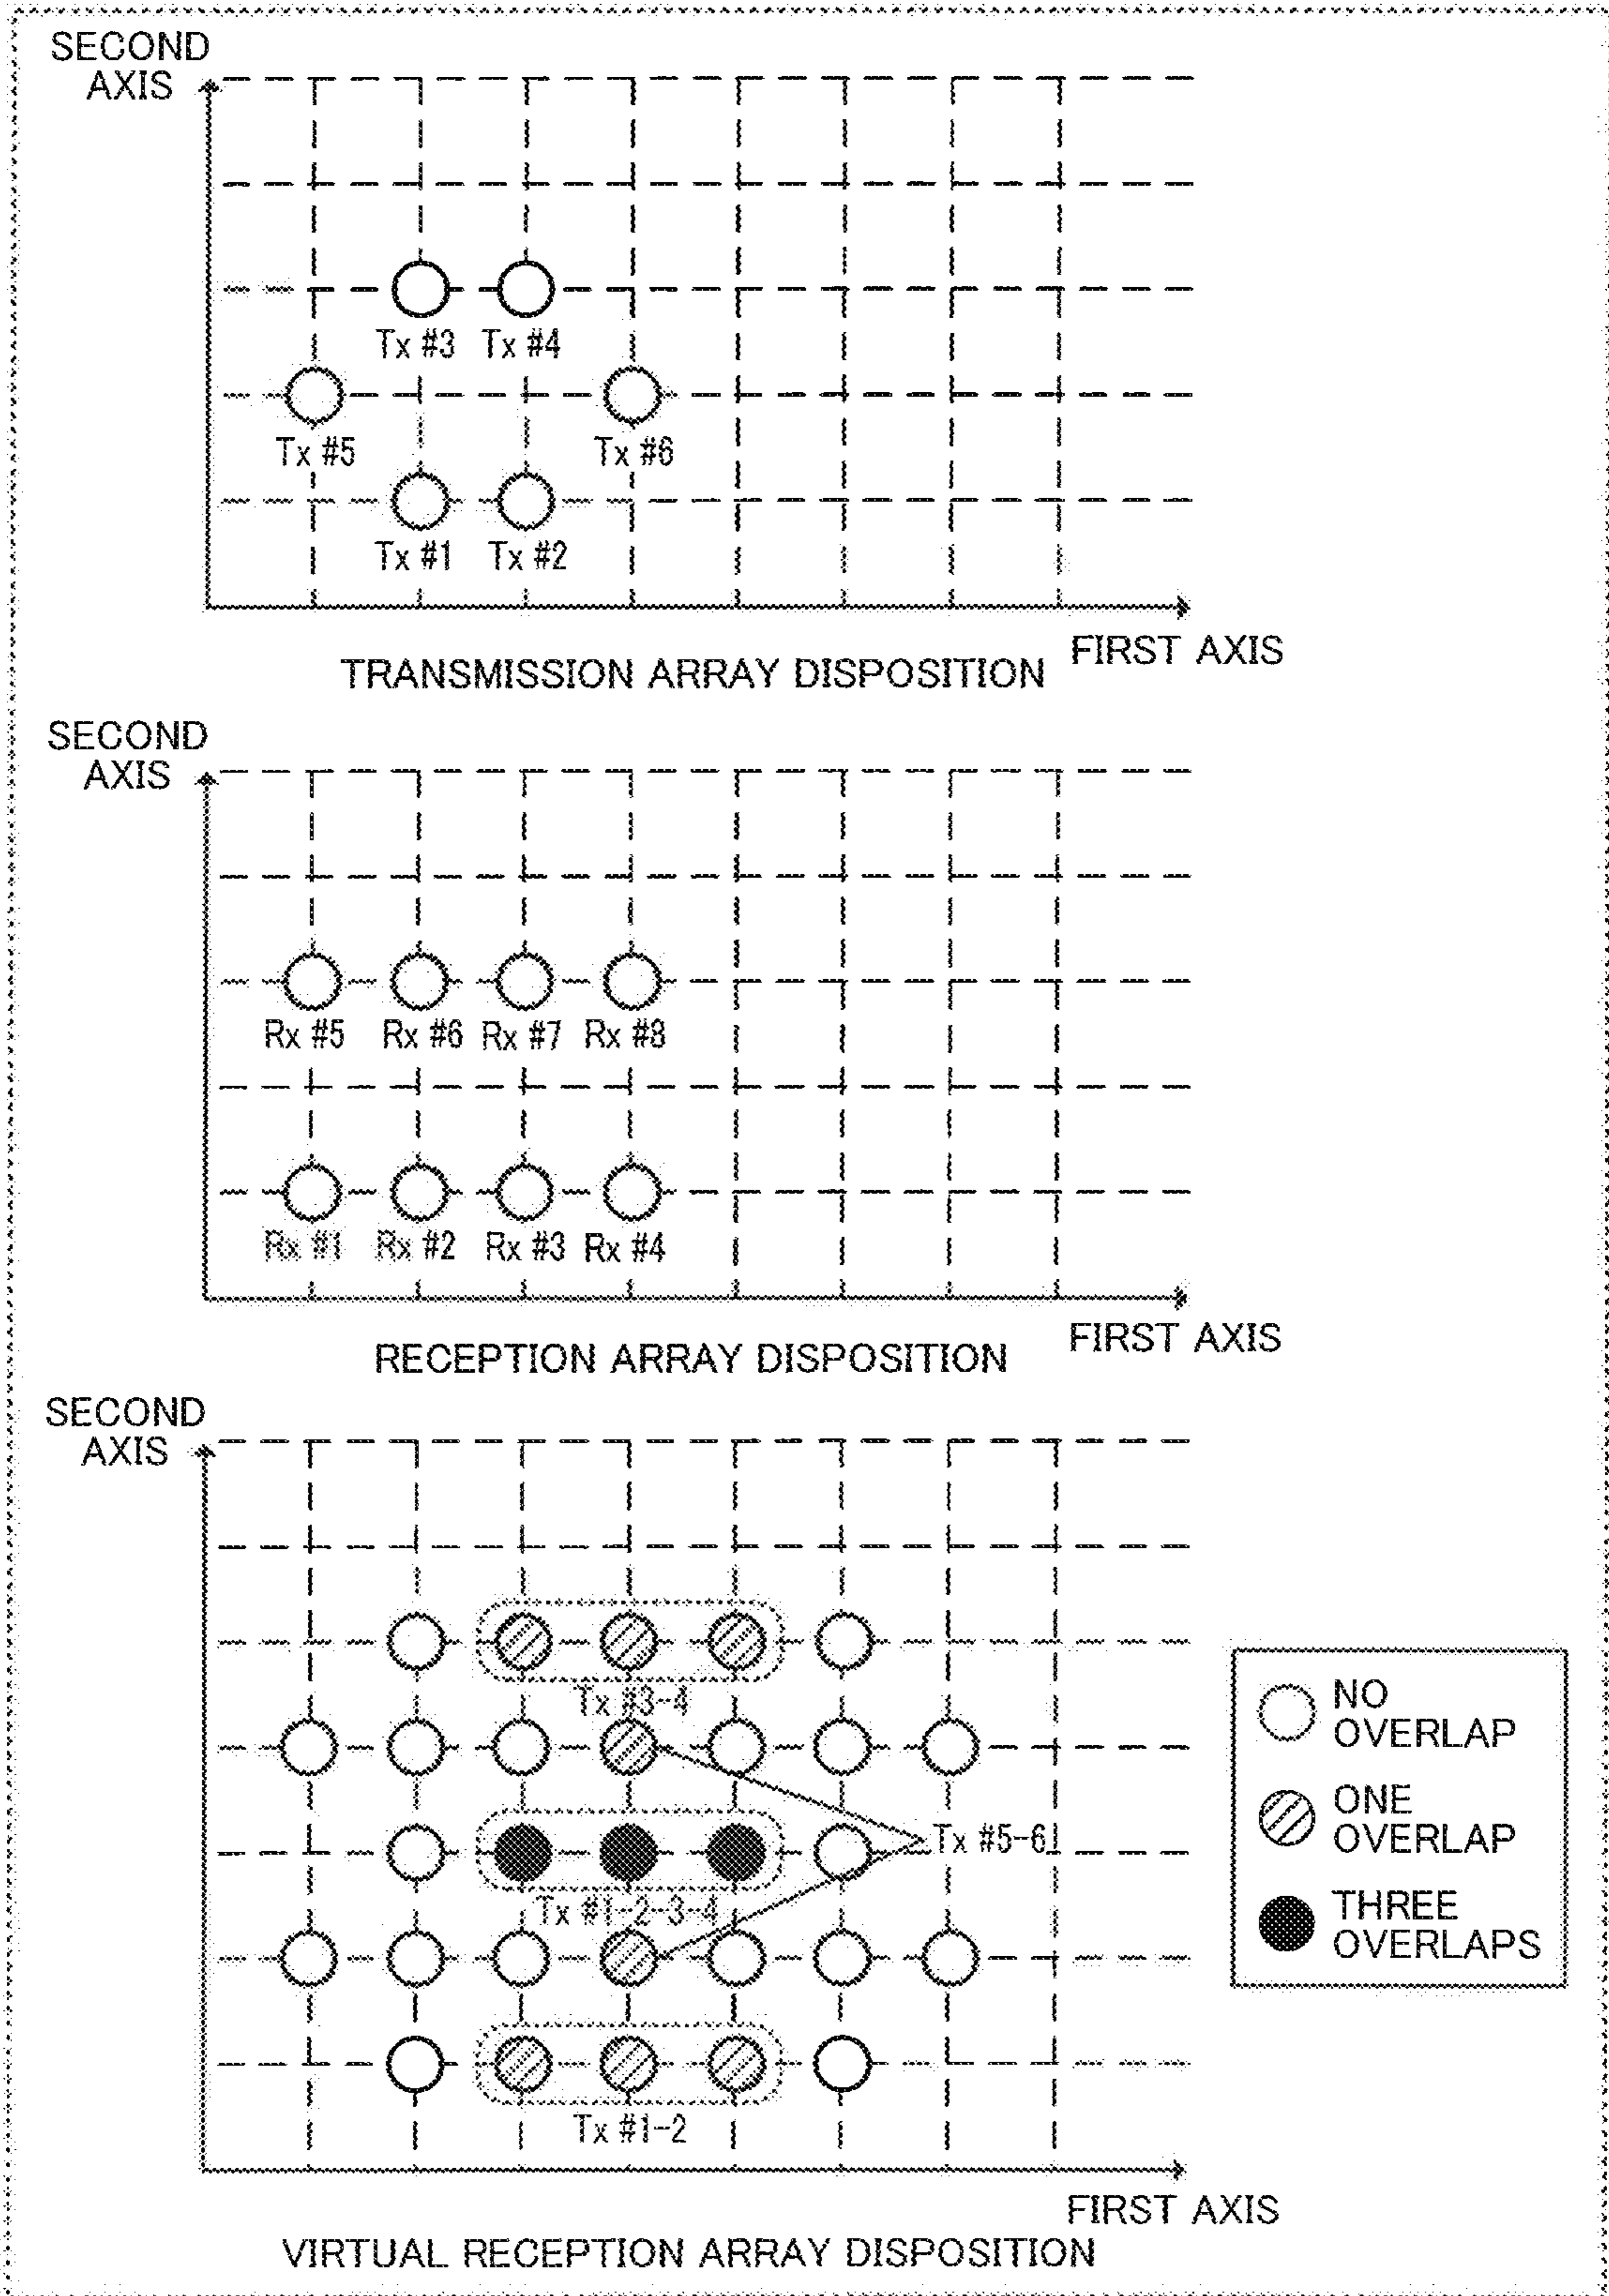 SECOND
AXIS
Tx #3 Tx #4
Tx #5 Tx #6
Tx #1 Tx #2
FIRST AXIS
TRANSMISSION ARRAY DISPOSITION
SECOND
AXIS
Rx #5 Rx #6 Rx #7 Rx #8
Rx #1 Rx #2 Rx #3 Rx #4
FIRST AXIS
RECEPTION ARRAY DISPOSITION
SECOND
AXIS
Tx #3-4
Tx #5-6
Tx #1-2-3-4
Tx #1-2
FIRST AXIS
VIRTUAL RECEPTION ARRAY DISPOSITION
NO
OVERLAP
ONE
OVERLAP
THREE
OVERLAPS